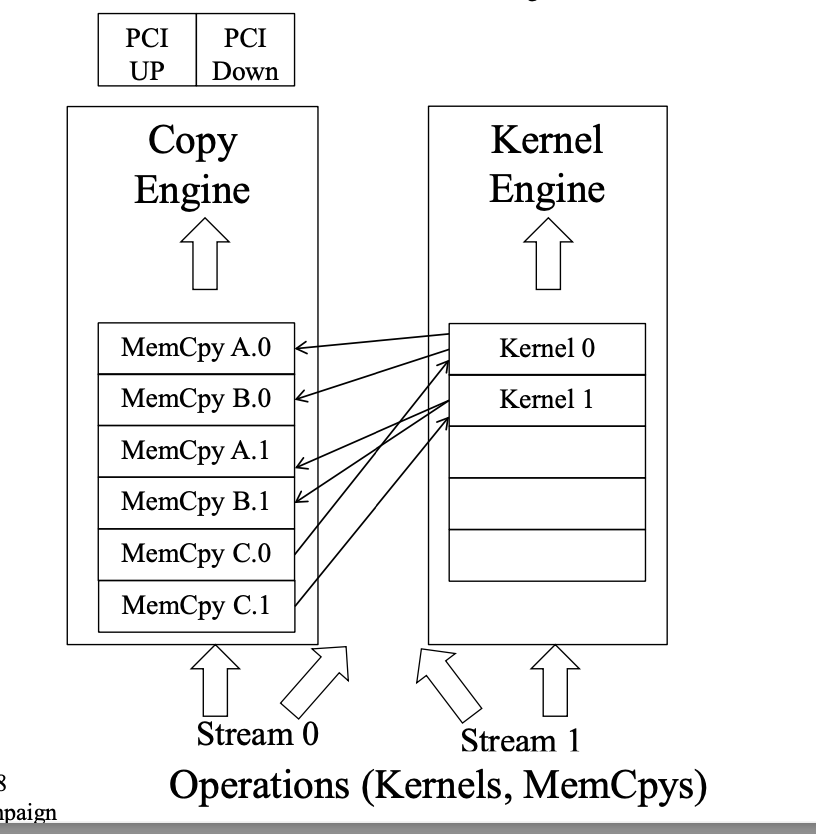 PCI
UP
PCI
Down
Copy
Engine
Kernel
Engine
MemCpy A.0
MemCpy B.0
MemCpy A.1
MemCpy B.1
MemCpy C.0
MemCpy C.1
Kernel 0
Kernel 1
Stream 0
Stream 1
Operations (Kernels, MemCpys)
8
npaign